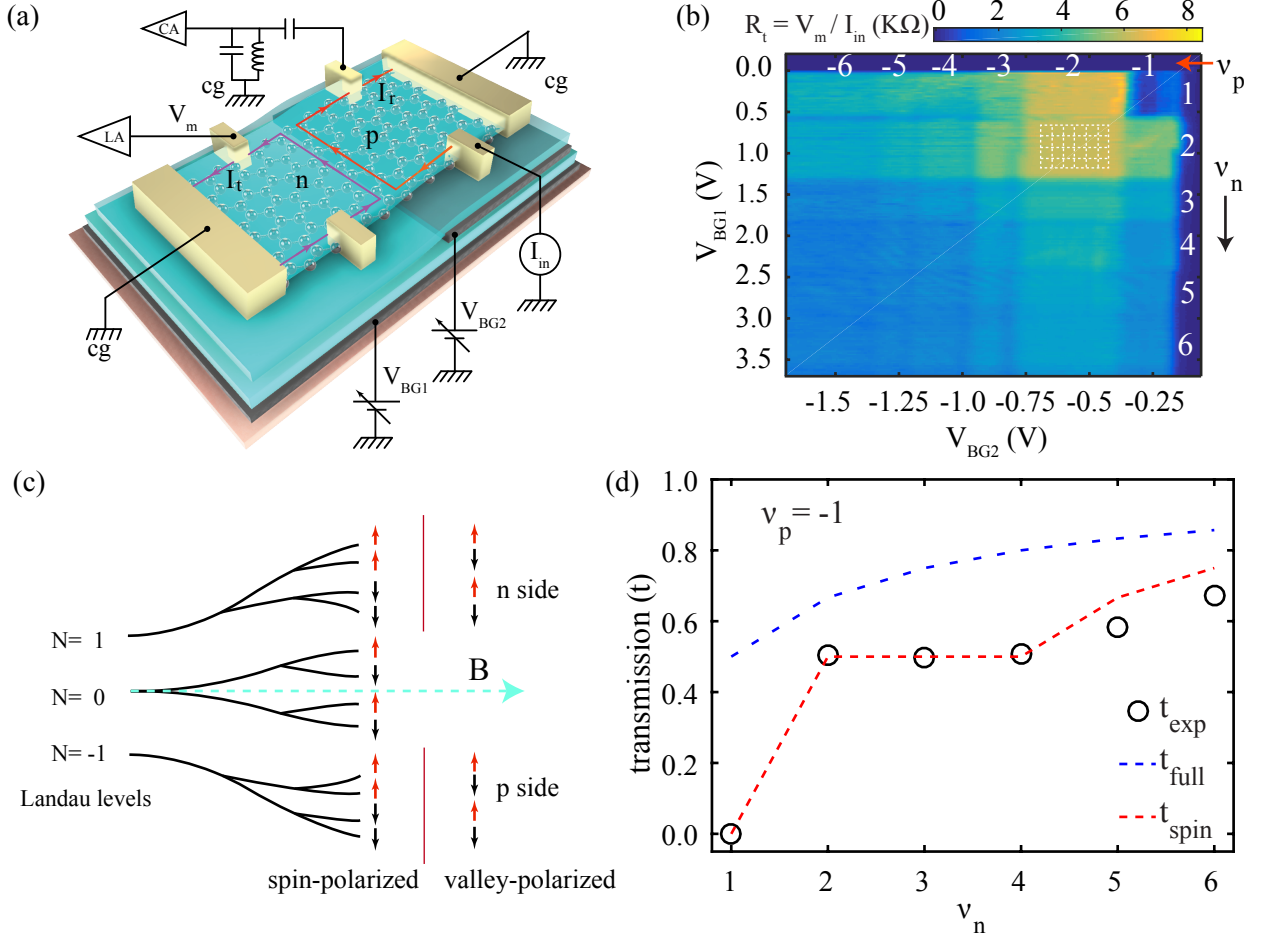 (a)
CA
cg
V_m
LA
I_r
p
cg
I_t
n
I_in
cg
V_BG2
V_BG1
(b)
R_t = V_m / I_in (KΩ)
0 4 8
-6 -5 -4 -3 -2 -1
ν_p
0.0
0.5
1.0
1.5
2.0
2.5
3.0
3.5
V_BG1 (V)
1
2
3
4
5
6
ν_n
-1.5 -1.25 -1.0 -0.75 -0.5 -0.25
V_BG2 (V)
(c)
N= 1
N= 0
N= -1
Landau levels
n side
B
p side
spin-polarized
valley-polarized
(d)
ν_p = -1
1.0
0.8
0.6
0.4
0.2
0.0
transmission (t)
t_exp
t_full
t_spin
1 2 3 4 5 6
ν_n